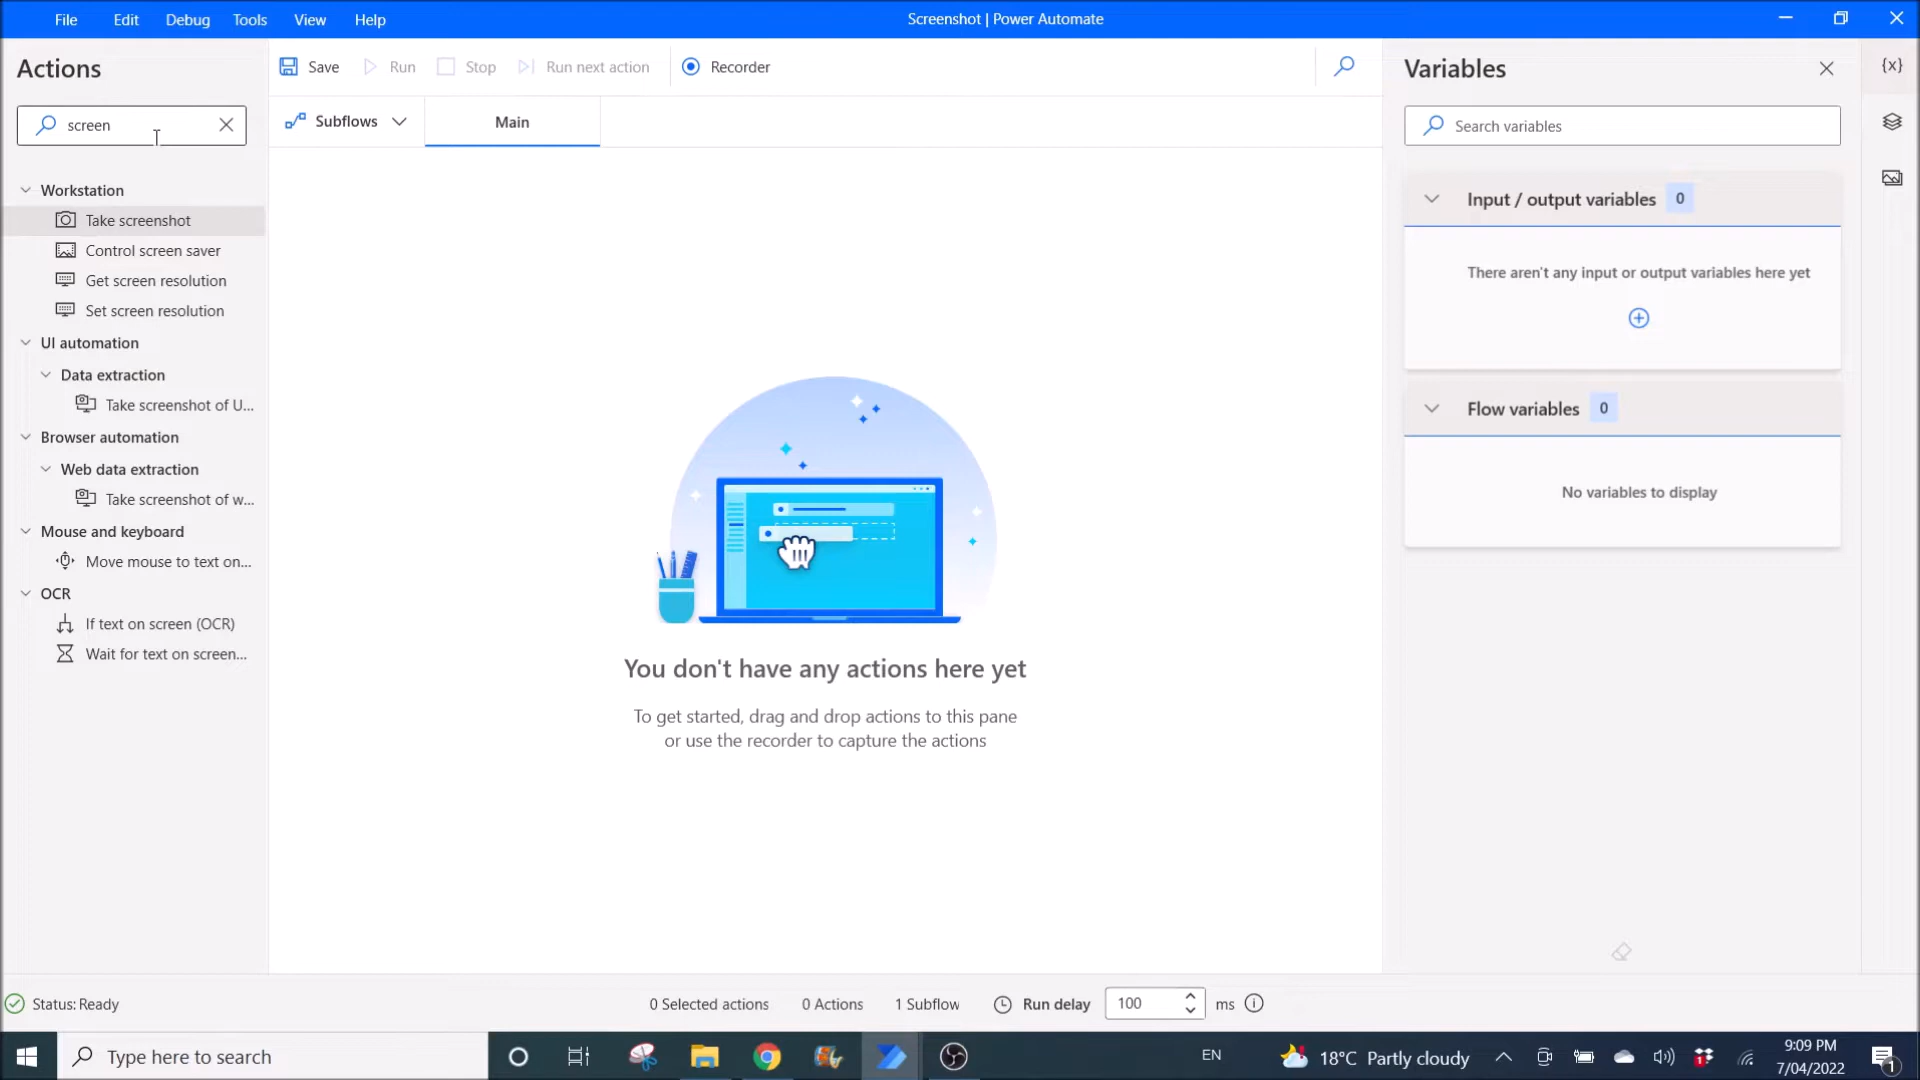 File Edit Debug Tools View Help
Screenshot | Power Automate
Actions
screen
Workstation
Take screenshot
Control screen saver
Get screen resolution
Set screen resolution
UI automation
Data extraction
Take screenshot of U...
Browser automation
Web data extraction
Take screenshot of w...
Mouse and keyboard
Move mouse to text on...
OCR
If text on screen (OCR)
Wait for text on screen...
Save Run Stop Run next action Recorder
Subflows Main
You don't have any actions here yet
To get started, drag and drop actions to this pane
or use the recorder to capture the actions
Variables
{x}
Search variables
Input / output variables 0
There aren't any input or output variables here yet
Flow variables 0
No variables to display
Status: Ready 0 Selected actions 0 Actions 1 Subflow Run delay 100 ms
Type here to search
EN
18°C Partly cloudy
9:09 PM
7/04/2022
1